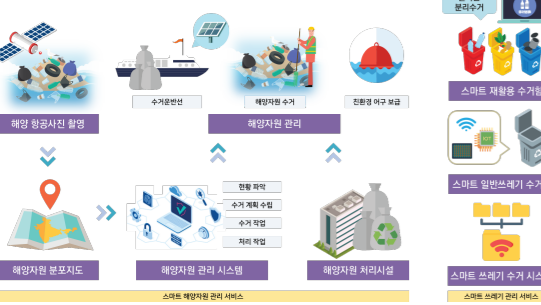 분리수거
수거운반선
해양자원 수거
친환경 어구 보급
스마트 재활용 수거함
해양 항공사진 촬영
해양자원 관리
현황 파악
수거 계획 수립
수거 작업
처리 작업
스마트 일반쓰레기 수거
해양자원 분포지도
해양자원 관리 시스템
해양자원 처리시설
스마트 쓰레기 수거 시스
스마트 해양자원 관리 서비스
스마트 쓰레기 관리 서비스